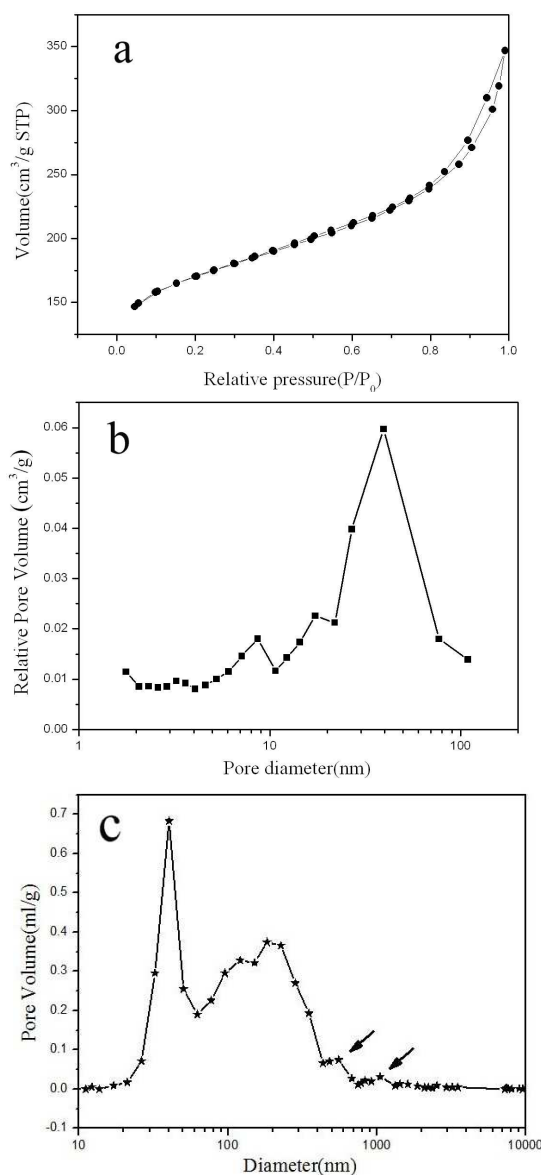 a
350
300
250
200
150
Volume(cm³/g STP)
0.0 0.2 0.4 0.6 0.8 1.0
Relative pressure(P/P₀)
b
0.06
0.05
0.04
0.03
0.02
0.01
0.00
Relative Pore Volume (cm³/g)
1 10 100
Pore diameter(nm)
c
0.7
0.6
0.5
0.4
0.3
0.2
0.1
0.0
-0.1
Pore Volume(ml/g)
10 100 1000 10000
Diameter(nm)